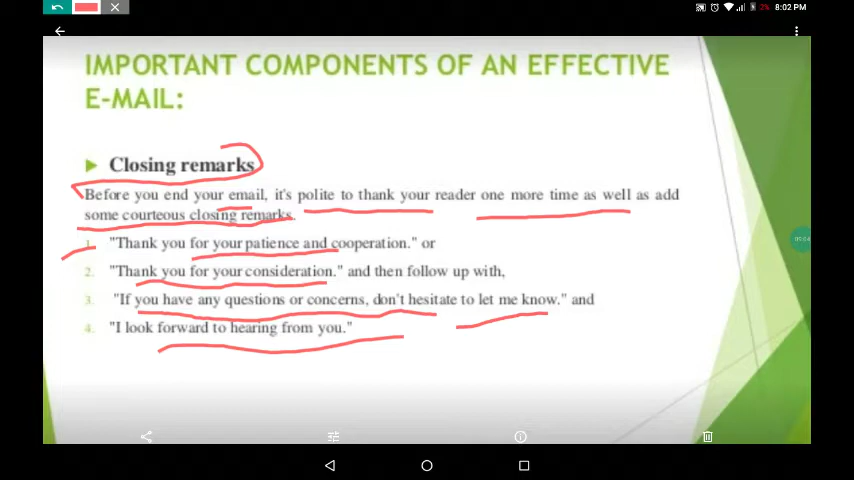 2% 8:02 PM
IMPORTANT COMPONENTS OF AN EFFECTIVE
E-MAIL:
Closing remarks
Before you end your email, it's polite to thank your reader one more time as well as add
some courteous closing remarks.
1. "Thank you for your patience and cooperation." or
2. "Thank you for your consideration." and then follow up with,
3. "If you have any questions or concerns, don't hesitate to let me know." and
4. "I look forward to hearing from you."